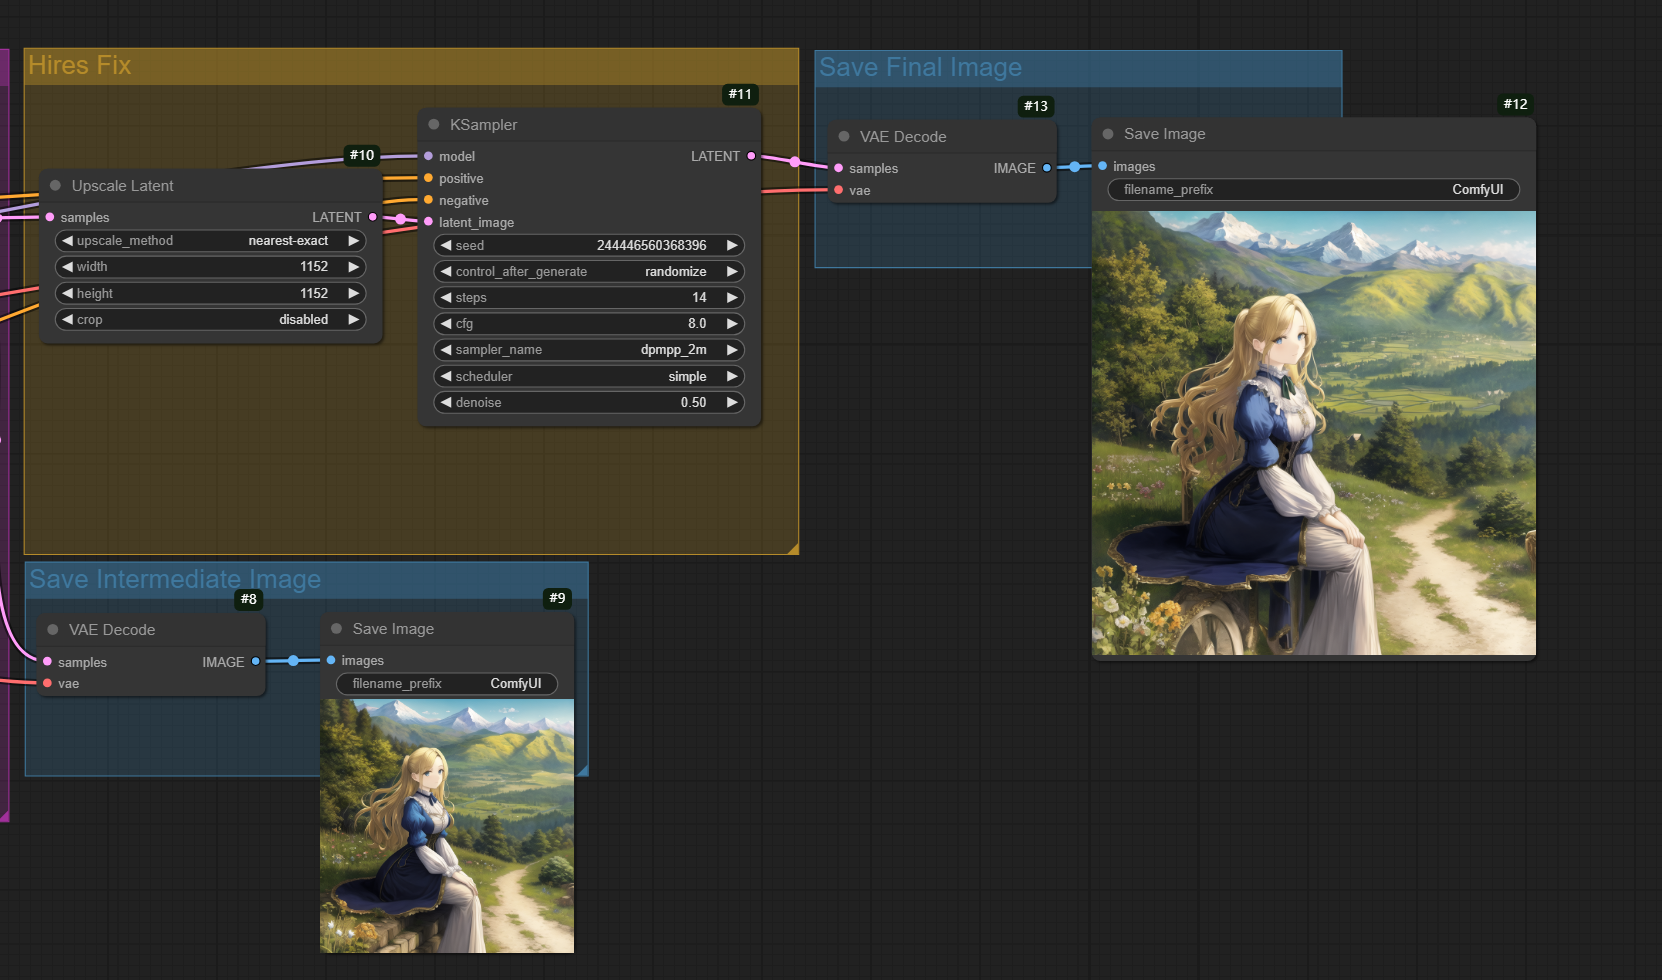 Hires Fix
#10
Upscale Latent
samples LATENT
upscale_method nearest-exact
width 1152
height 1152
crop disabled
#11
KSampler
model LATENT
positive
negative
latent_image
seed 244446560368396
control_after_generate randomize
steps 14
cfg 8.0
sampler_name dpmpp_2m
scheduler simple
denoise 0.50
Save Final Image
#13
VAE Decode
samples IMAGE
vae
#12
Save Image
images
filename_prefix ComfyUI
Save Intermediate Image
#8
VAE Decode
samples IMAGE
vae
#9
Save Image
images
filename_prefix ComfyUI